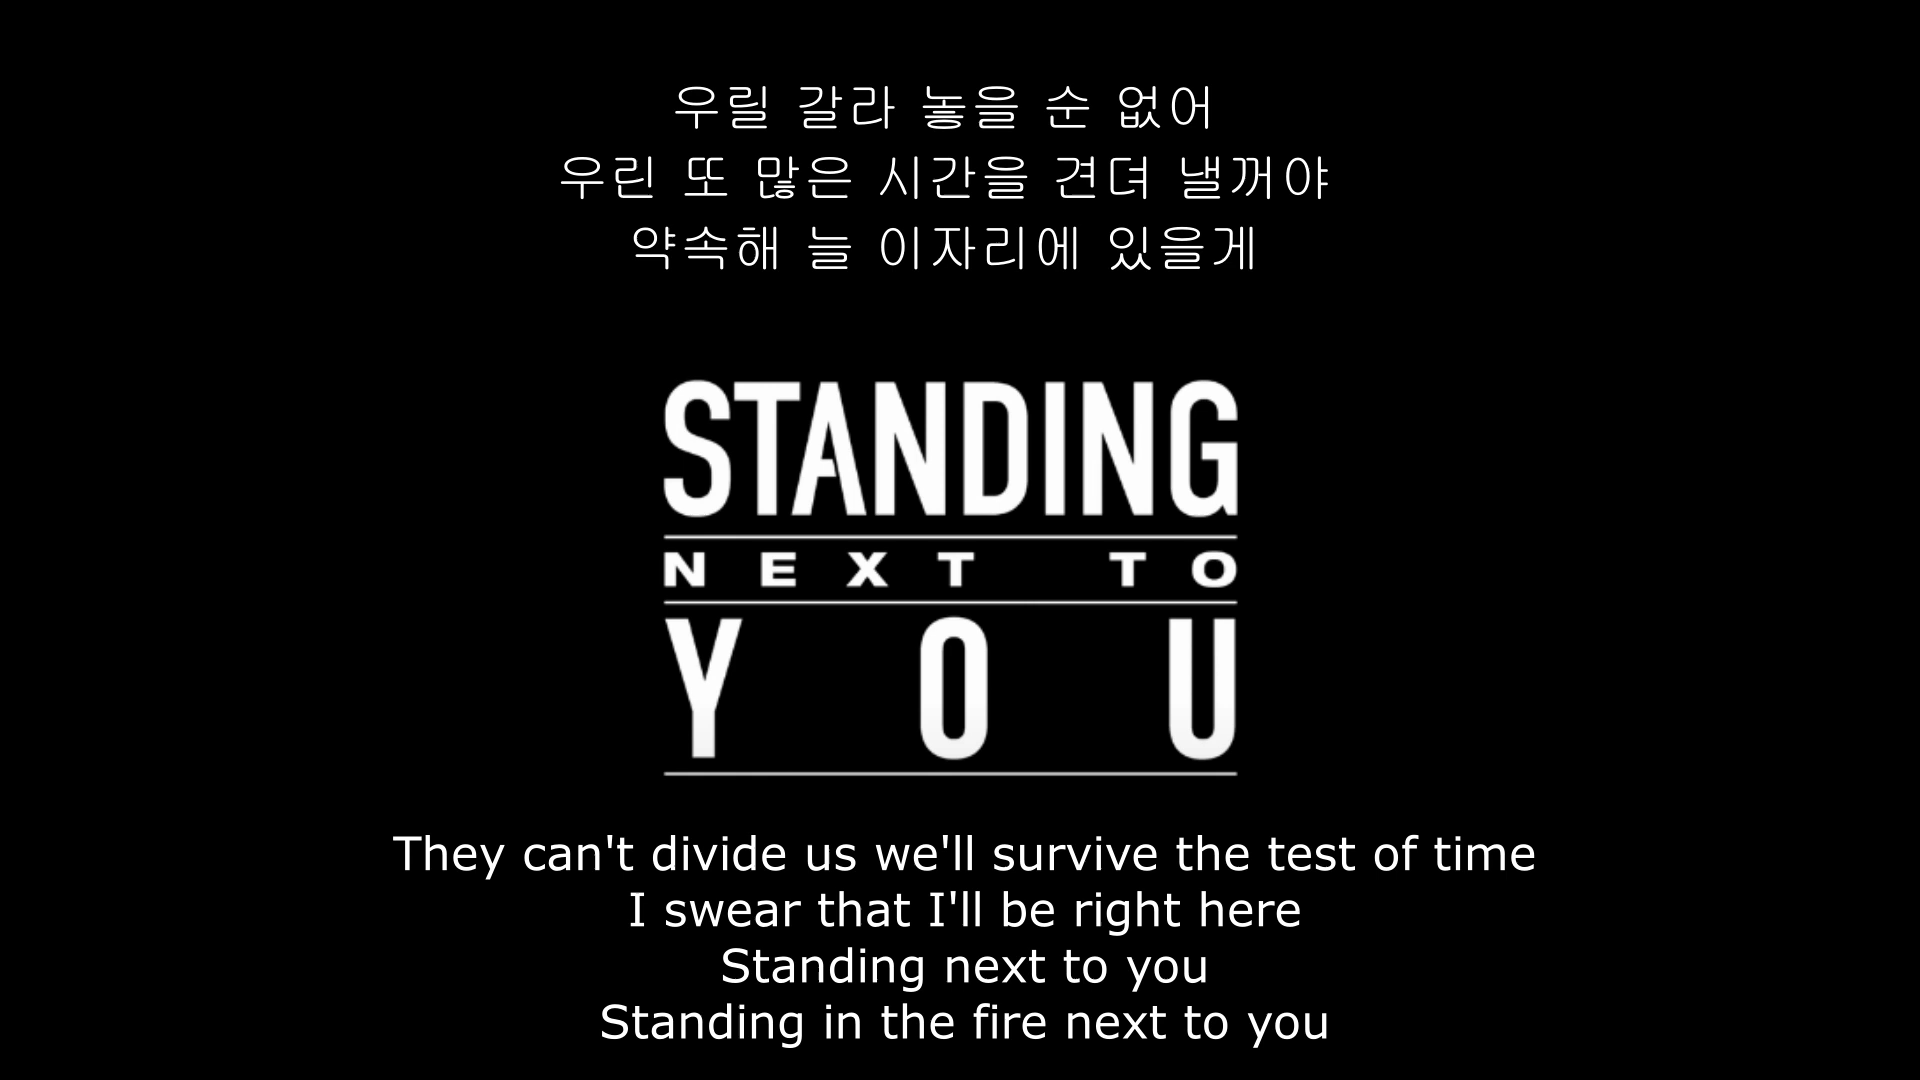 우릴 갈라 놓을 순 없어
우린 또 많은 시간을 견뎌 낼꺼야
약속해 늘 이자리에 있을게
STANDING
NEXT TO
YOU
They can't divide us we'll survive the test of time
I swear that I'll be right here
Standing next to you
Standing in the fire next to you